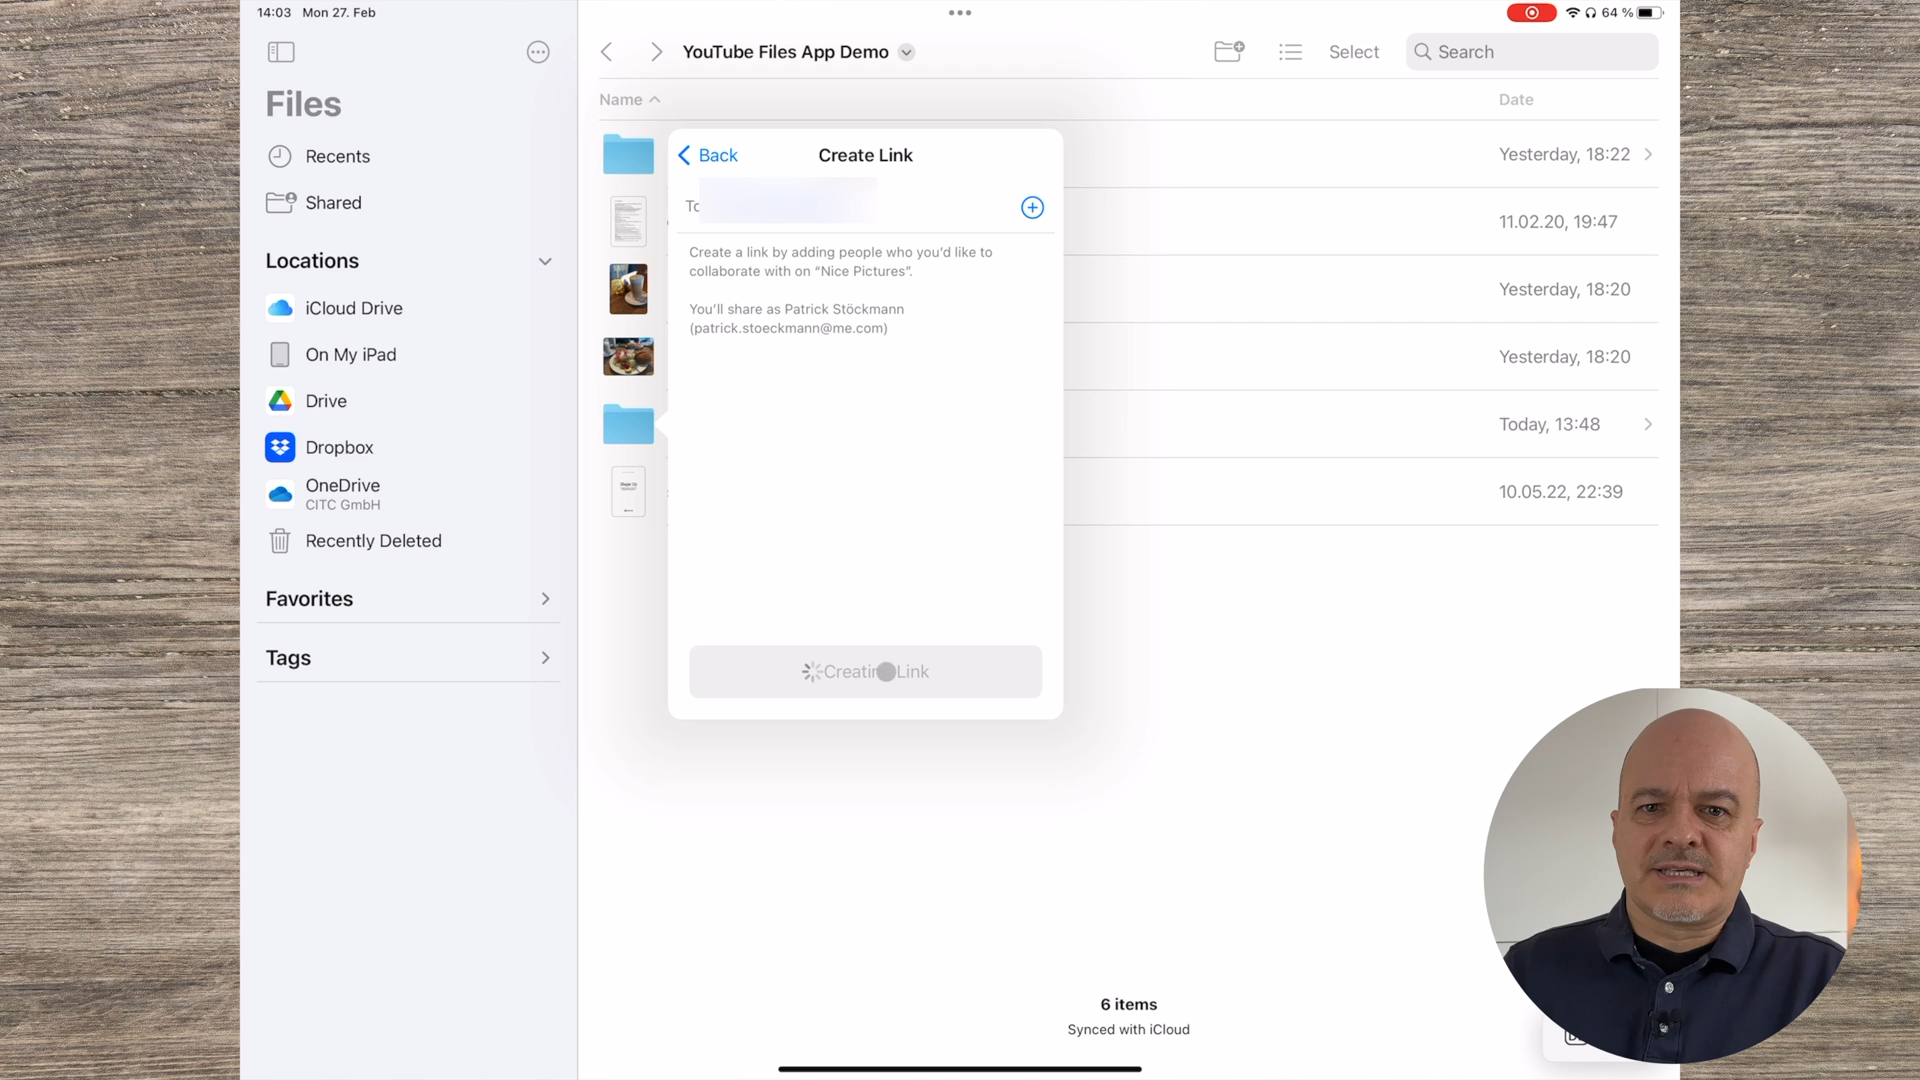 14:03 Mon 27. Feb
64 %
Files
Recents
Shared
Locations
iCloud Drive
On My iPad
Drive
Dropbox
OneDrive
CITC GmbH
Recently Deleted
Favorites
Tags
YouTube Files App Demo
Select
Search
Name
Date
Yesterday, 18:22
11.02.20, 19:47
Yesterday, 18:20
Yesterday, 18:20
Today, 13:48
10.05.22, 22:39
Back
Create Link
To
Create a link by adding people who you’d like to
collaborate with on “Nice Pictures”.
You’ll share as Patrick Stöckmann
(patrick.stoeckmann@me.com)
Creating Link
6 items
Synced with iCloud